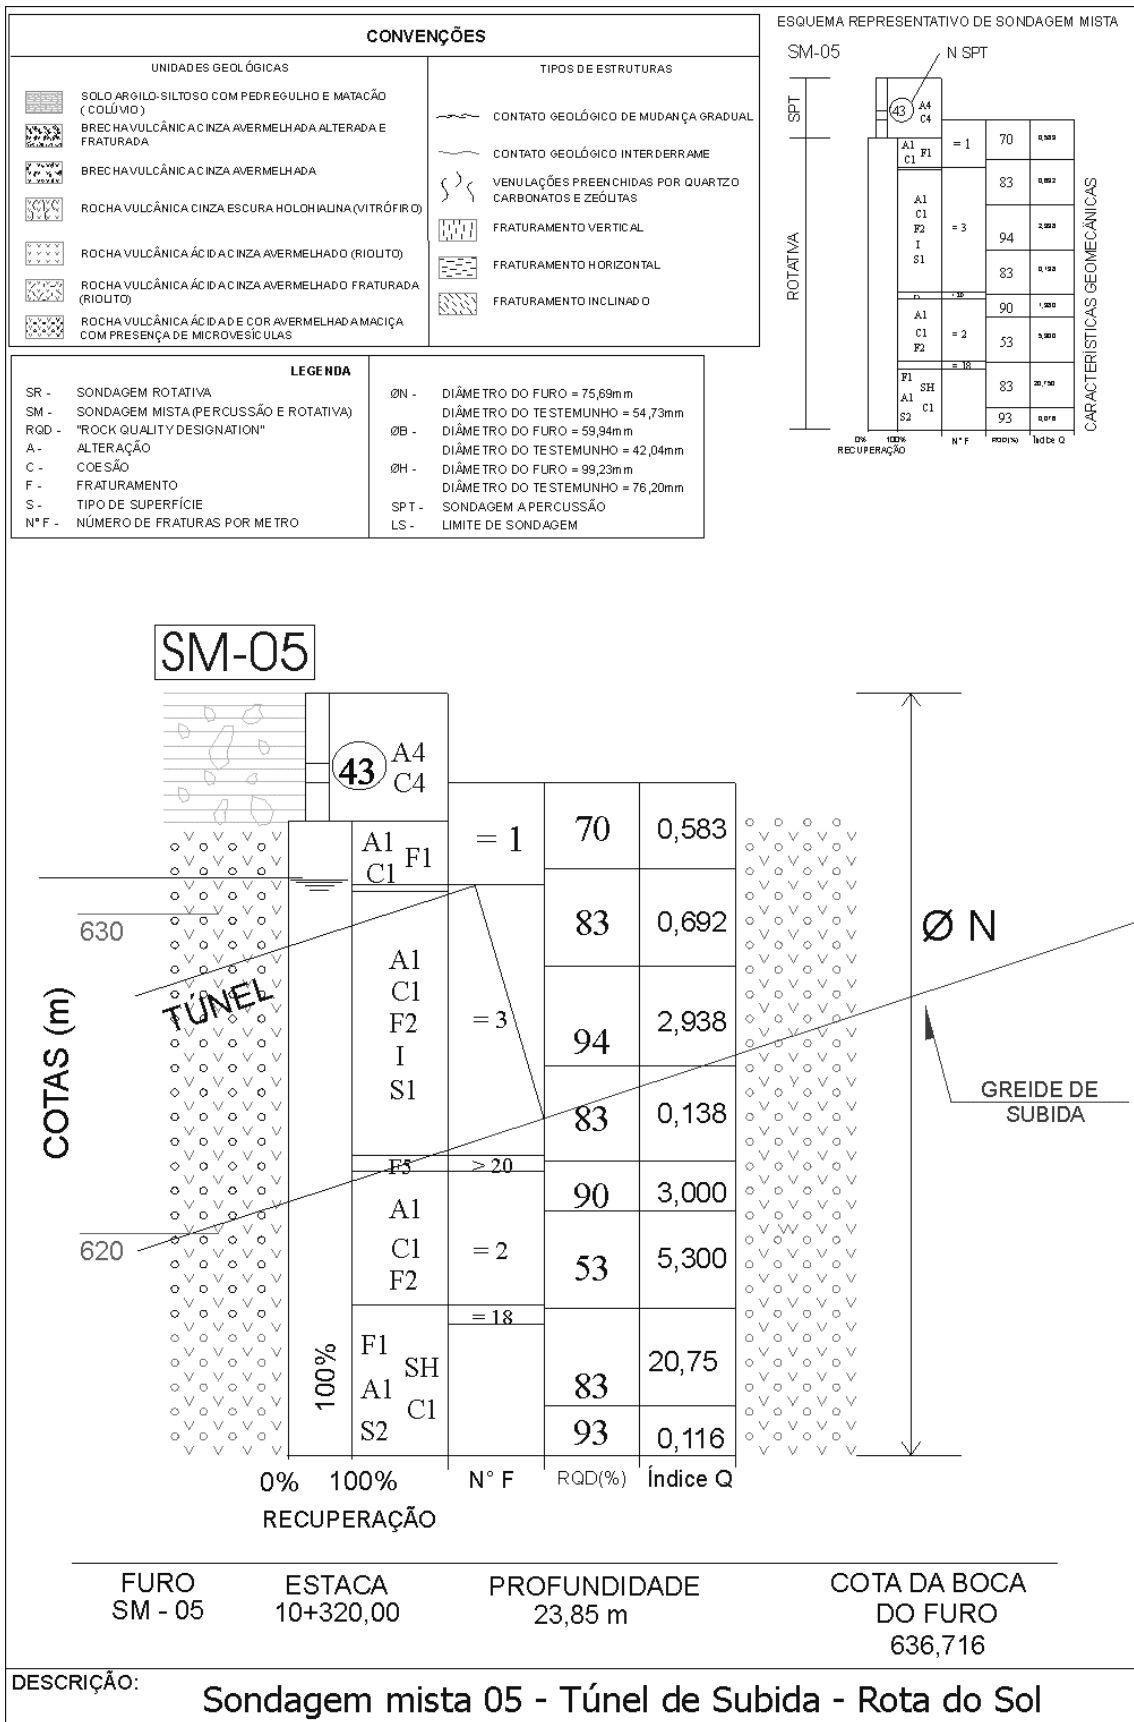 CONVENÇÕES
UNIDADES GEOLÓGICAS
SOLO ARGILO-SILTOSO COM PEDREGULHO E MATACÃO
( COLÚVIO )
BRECHA VULCÂNICA CINZA AVERMELHADA ALTERADA E
FRATURADA
BRECHA VULCÂNICA CINZA AVERMELHADA
ROCHA VULCÂNICA CINZA ESCURA HOLOHIALINA (VITRÓFIRO)
ROCHA VULCÂNICA ÁCIDA CINZA AVERMELHADO (RIOLITO)
ROCHA VULCÂNICA ÁCIDA CINZA AVERMELHADO FRATURADA
(RIOLITO)
ROCHA VULCÂNICA ÁCIDA DE COR AVERMELHADA MACIÇA
COM PRESENÇA DE MICROVESÍCULAS
TIPOS DE ESTRUTURAS
CONTATO GEOLÓGICO DE MUDANÇA GRADUAL
CONTATO GEOLÓGICO INTERDERRAME
VENULAÇÕES PREENCHIDAS POR QUARTZO
CARBONATOS E ZEÓLITAS
FRATURAMENTO VERTICAL
FRATURAMENTO HORIZONTAL
FRATURAMENTO INCLINADO
ESQUEMA REPRESENTATIVO DE SONDAGEM MISTA
SM-05
N SPT
SPT
43 A4
C4
ROTATIVA
A1 F1
C1
= 1
70 0,583
83 0,692
A1
C1
F2
I
S1
= 3
94 2,938
83 0,138
90
A1
C1
F2
= 2
53 5,300
= 18
F1 SH
A1 C1
S2
83 20,750
93
CARACTERÍSTICAS GEOMECÂNICAS
0% 100%
RECUPERAÇÃO
N° F
RQD(%)
Índice Q
LEGENDA
SR - SONDAGEM ROTATIVA
SM - SONDAGEM MISTA (PERCUSSÃO E ROTATIVA)
RQD - "ROCK QUALITY DESIGNATION"
A - ALTERAÇÃO
C - COESÃO
F - FRATURAMENTO
S - TIPO DE SUPERFÍCIE
N° F - NÚMERO DE FRATURAS POR METRO
ØN - DIÂMETRO DO FURO = 75,69mm
DIÂMETRO DO TESTEMUNHO = 54,73mm
ØB - DIÂMETRO DO FURO = 59,94mm
DIÂMETRO DO TESTEMUNHO = 42,04mm
ØH - DIÂMETRO DO FURO = 99,23mm
DIÂMETRO DO TESTEMUNHO = 76,20mm
SPT - SONDAGEM A PERCUSSÃO
LS - LIMITE DE SONDAGEM
SM-05
43 A4
C4
A1 F1
C1
= 1
70 0,583
630
83 0,692
Ø N
TÚNEL
COTAS (m)
A1
C1
F2
I
S1
= 3
94 2,938
83 0,138
GREIDE DE
SUBIDA
F5 > 20
90 3,000
620
A1
C1
F2
= 2
53 5,300
= 18
100%
F1
SH
A1
C1
S2
83 20,75
93 0,116
0% 100%
RECUPERAÇÃO
N° F
RQD(%)
Índice Q
FURO
SM - 05
ESTACA
10+320,00
PROFUNDIDADE
23,85 m
COTA DA BOCA
DO FURO
636,716
DESCRIÇÃO:
Sondagem mista 05 - Túnel de Subida - Rota do Sol